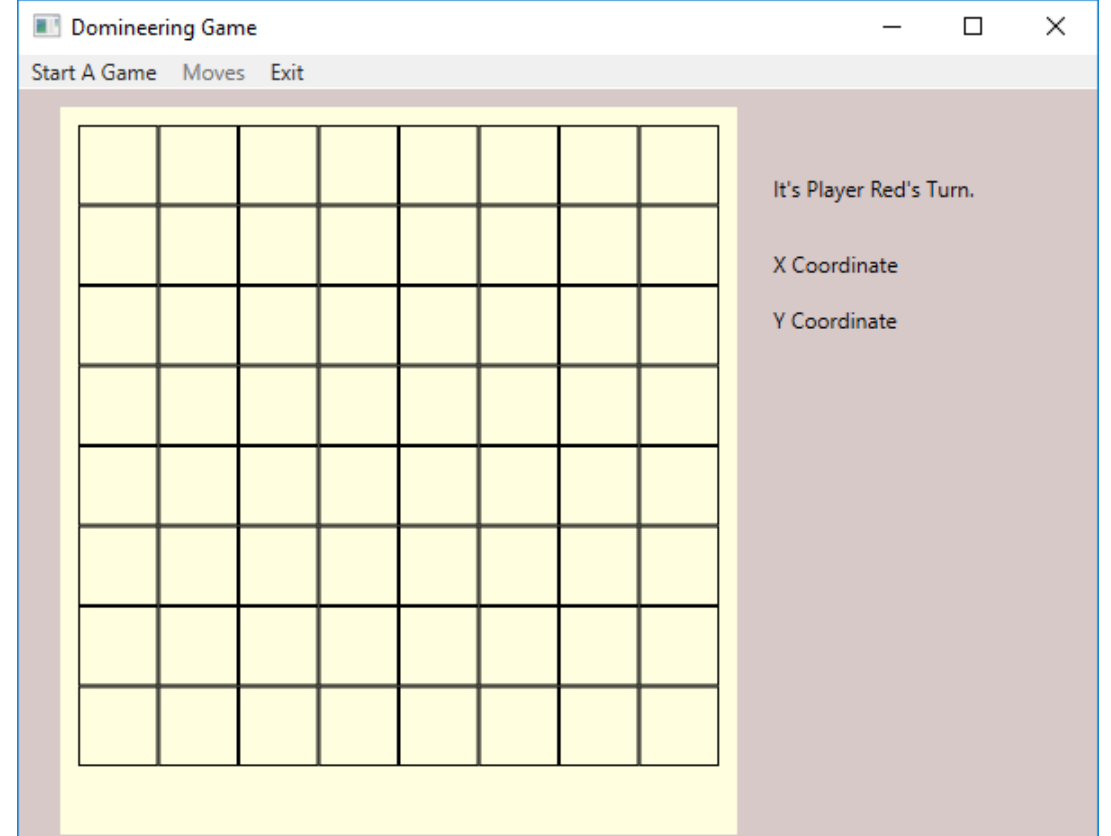 Domineering Game
Start A Game Moves Exit
It's Player Red's Turn.
X Coordinate
Y Coordinate